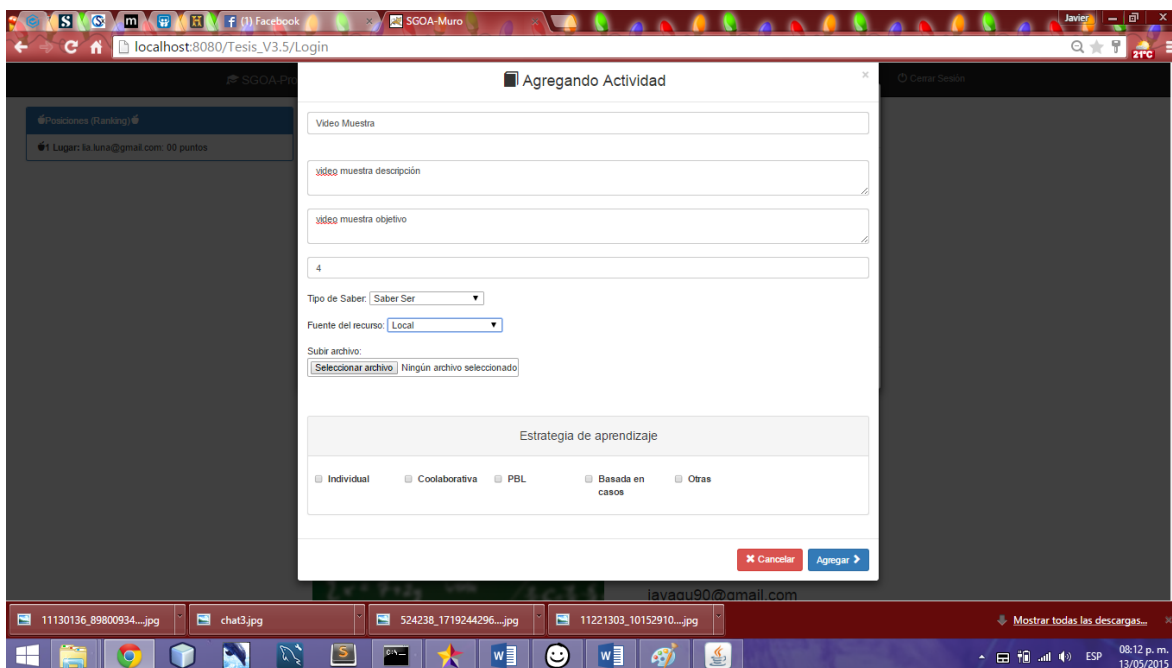 (1) Facebook
SGOA-Muro
Javier
localhost:8080/Tesis_V3.5/Login
21°C
SGOA-Pro
Agregando Actividad
×
Cerrar Sesión
Posiciones (Ranking)
1 Lugar: lia.luna@gmail.com: 00 puntos
Video Muestra
video muestra descripción
video muestra objetivo
4
Tipo de Saber: Saber Ser
Fuente del recurso: Local
Subir archivo:
Seleccionar archivo Ningún archivo seleccionado
Estrategia de aprendizaje
Individual Coolaborativa PBL Basada en casos Otras
Cancelar Agregar
javagu90@gmail.com
11130136_89800934....jpg chat3.jpg 524238_1719244296....jpg 11221303_10152910....jpg Mostrar todas las descargas...
ESP
08:12 p. m.
13/05/2015